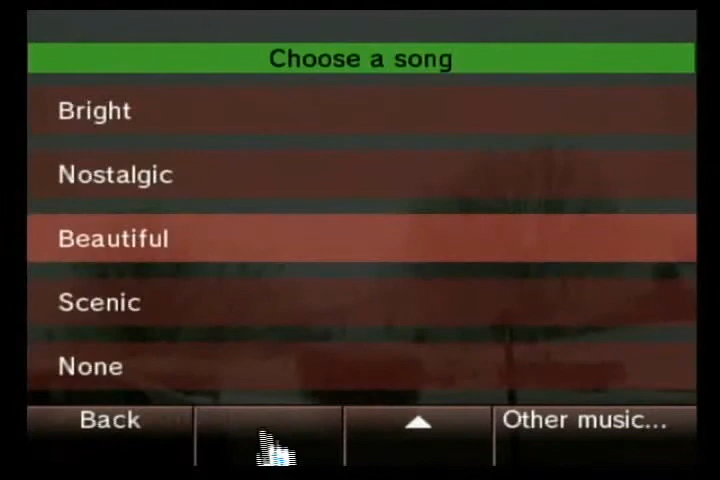 Choose a song
Bright
Nostalgic
Beautiful
Scenic
None
Back
Other music...